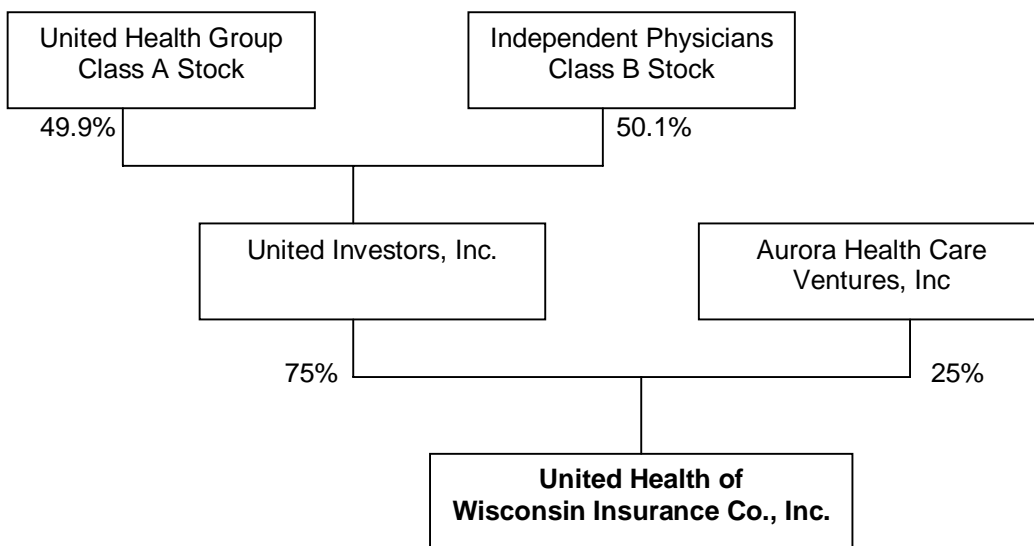 United Health Group
Class A Stock
Independent Physicians
Class B Stock
49.9%
50.1%
United Investors, Inc.
Aurora Health Care
Ventures, Inc
75%
25%
United Health of
Wisconsin Insurance Co., Inc.